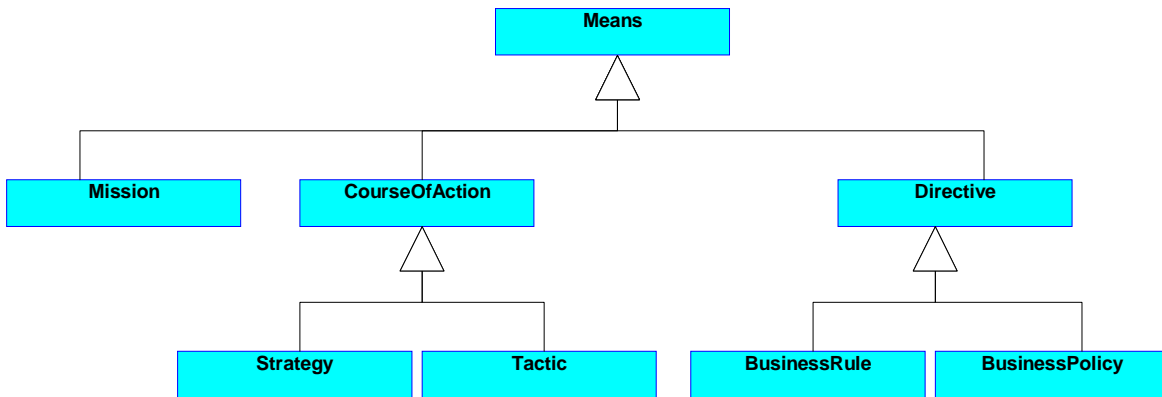 Means
Mission
CourseOfAction
Directive
Strategy
Tactic
BusinessRule
BusinessPolicy